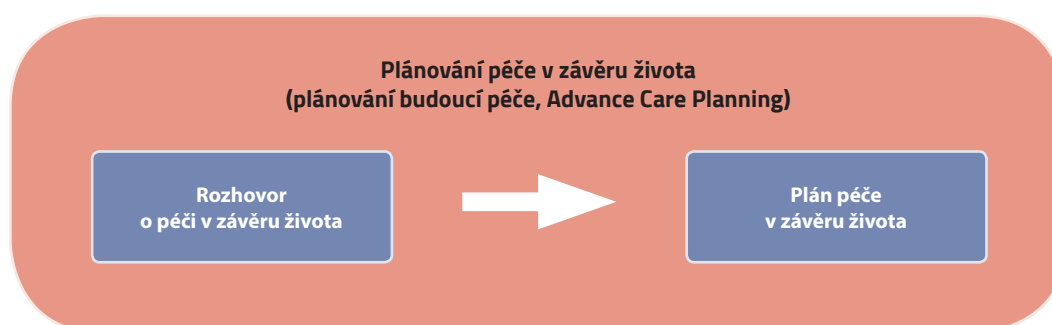 Plánování péče v závěru života
(plánování budoucí péče, Advance Care Planning)
Rozhovor
o péči v závěru života
Plán péče
v závěru života